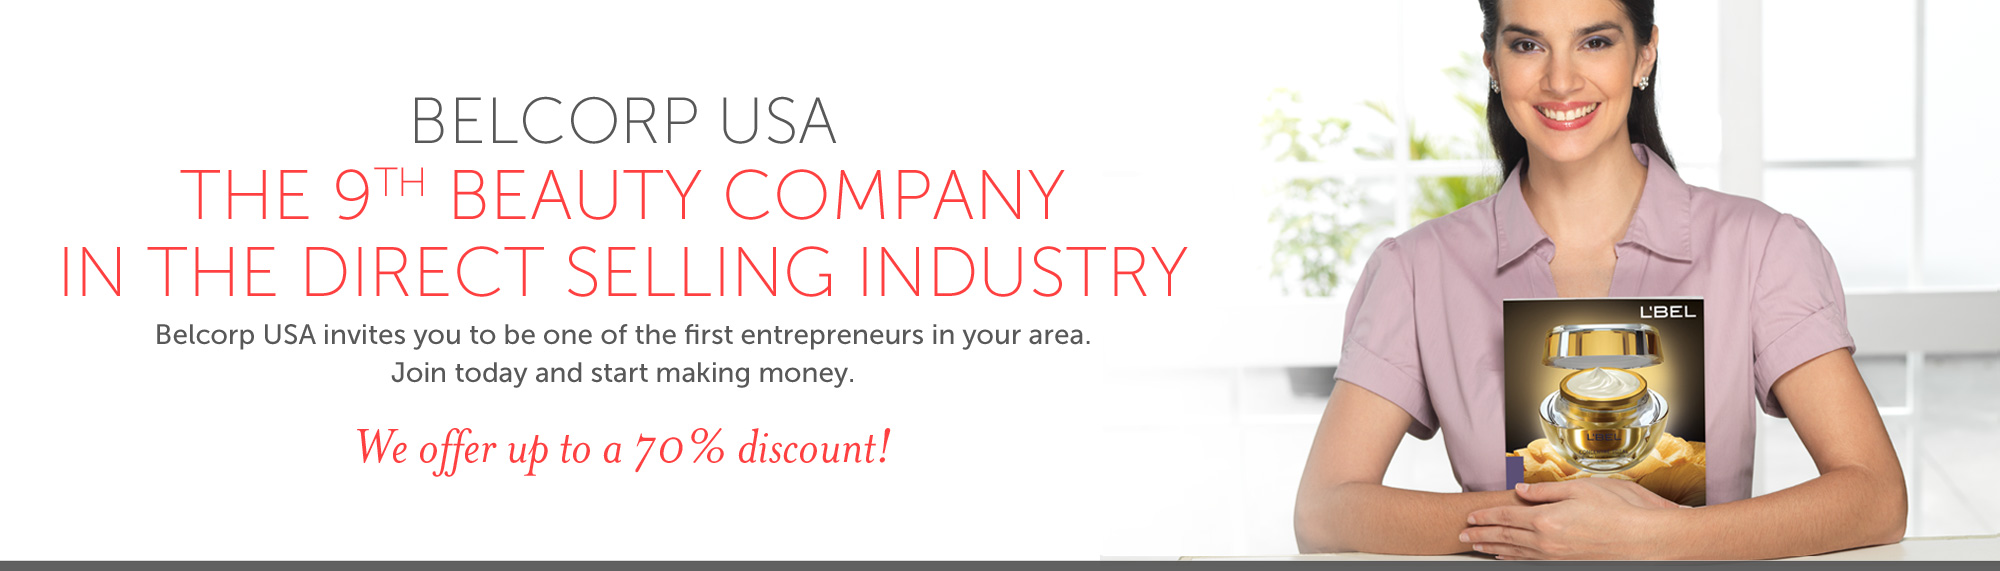 BELCORP USA
THE 9TH BEAUTY COMPANY
IN THE DIRECT SELLING INDUSTRY
Belcorp USA invites you to be one of the first entrepreneurs in your area.
Join today and start making money.
We offer up to a 70% discount!
L'BEL
L'BEL